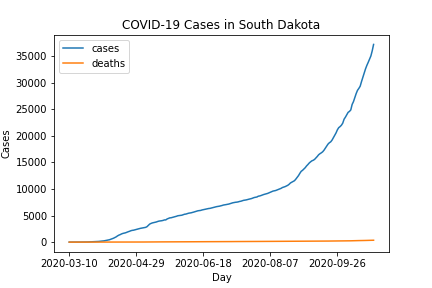 COVID-19 Cases in South Dakota
cases
deaths
35000
30000
25000
20000
15000
10000
5000
0
Cases
2020-03-10 2020-04-29 2020-06-18 2020-08-07 2020-09-26
Day